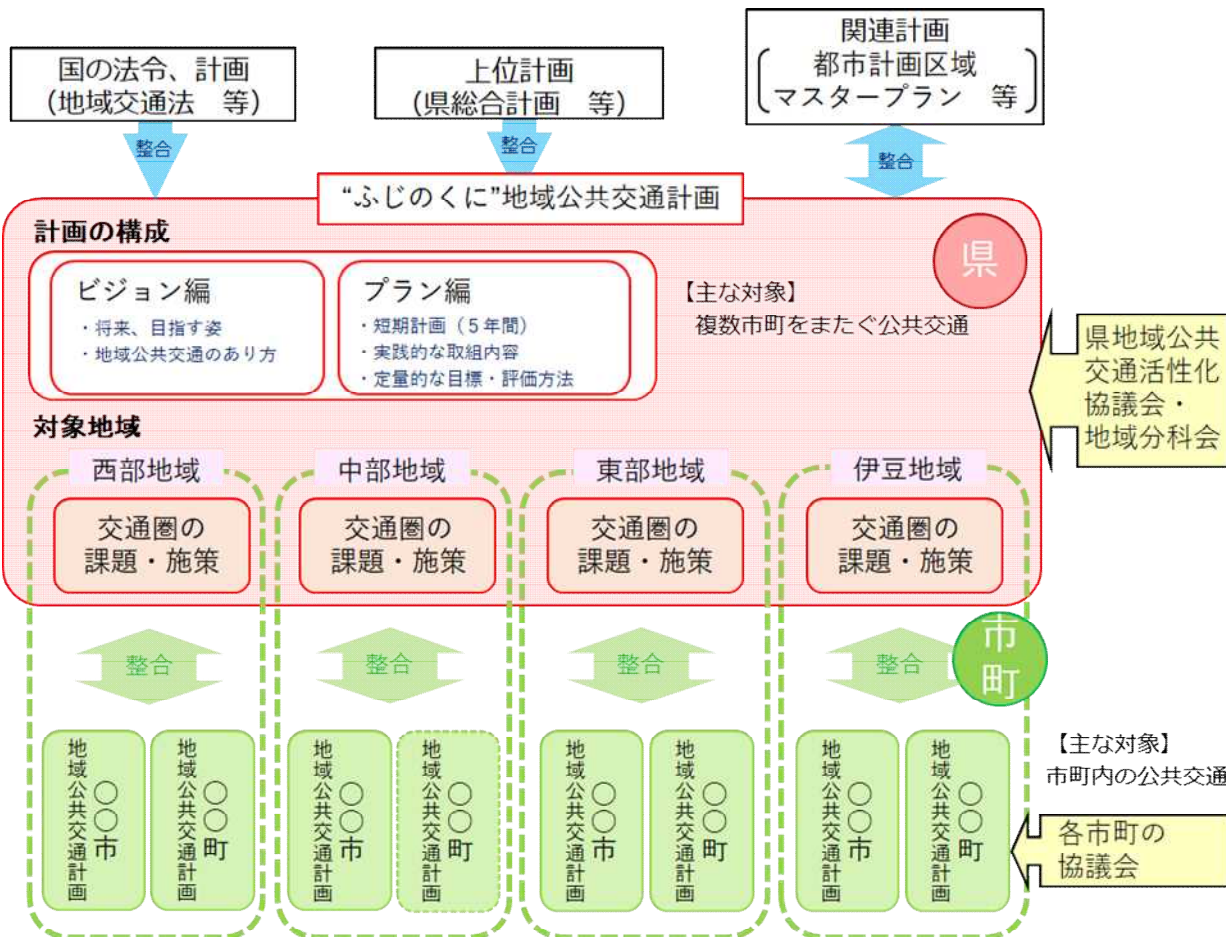 国の法令、計画
(地域交通法　等)
上位計画
(県総合計画　等)
関連計画
都市計画区域
マスタープラン　等
整合
整合
整合
“ふじのくに”地域公共交通計画
計画の構成
県
ビジョン編
・将来、目指す姿
・地域公共交通のあり方
プラン編
・短期計画（５年間）
・実践的な取組内容
・定量的な目標・評価方法
【主な対象】
複数市町をまたぐ公共交通
県地域公共
交通活性化
協議会・
地域分科会
対象地域
西部地域
中部地域
東部地域
伊豆地域
交通圏の
課題・施策
交通圏の
課題・施策
交通圏の
課題・施策
交通圏の
課題・施策
整合
整合
整合
整合
市
町
〇〇市
地域公共交通計画
〇〇町
地域公共交通計画
〇〇市
地域公共交通計画
〇〇町
地域公共交通計画
〇〇市
地域公共交通計画
〇〇町
地域公共交通計画
〇〇市
地域公共交通計画
〇〇町
地域公共交通計画
【主な対象】
市町内の公共交通
各市町の
協議会